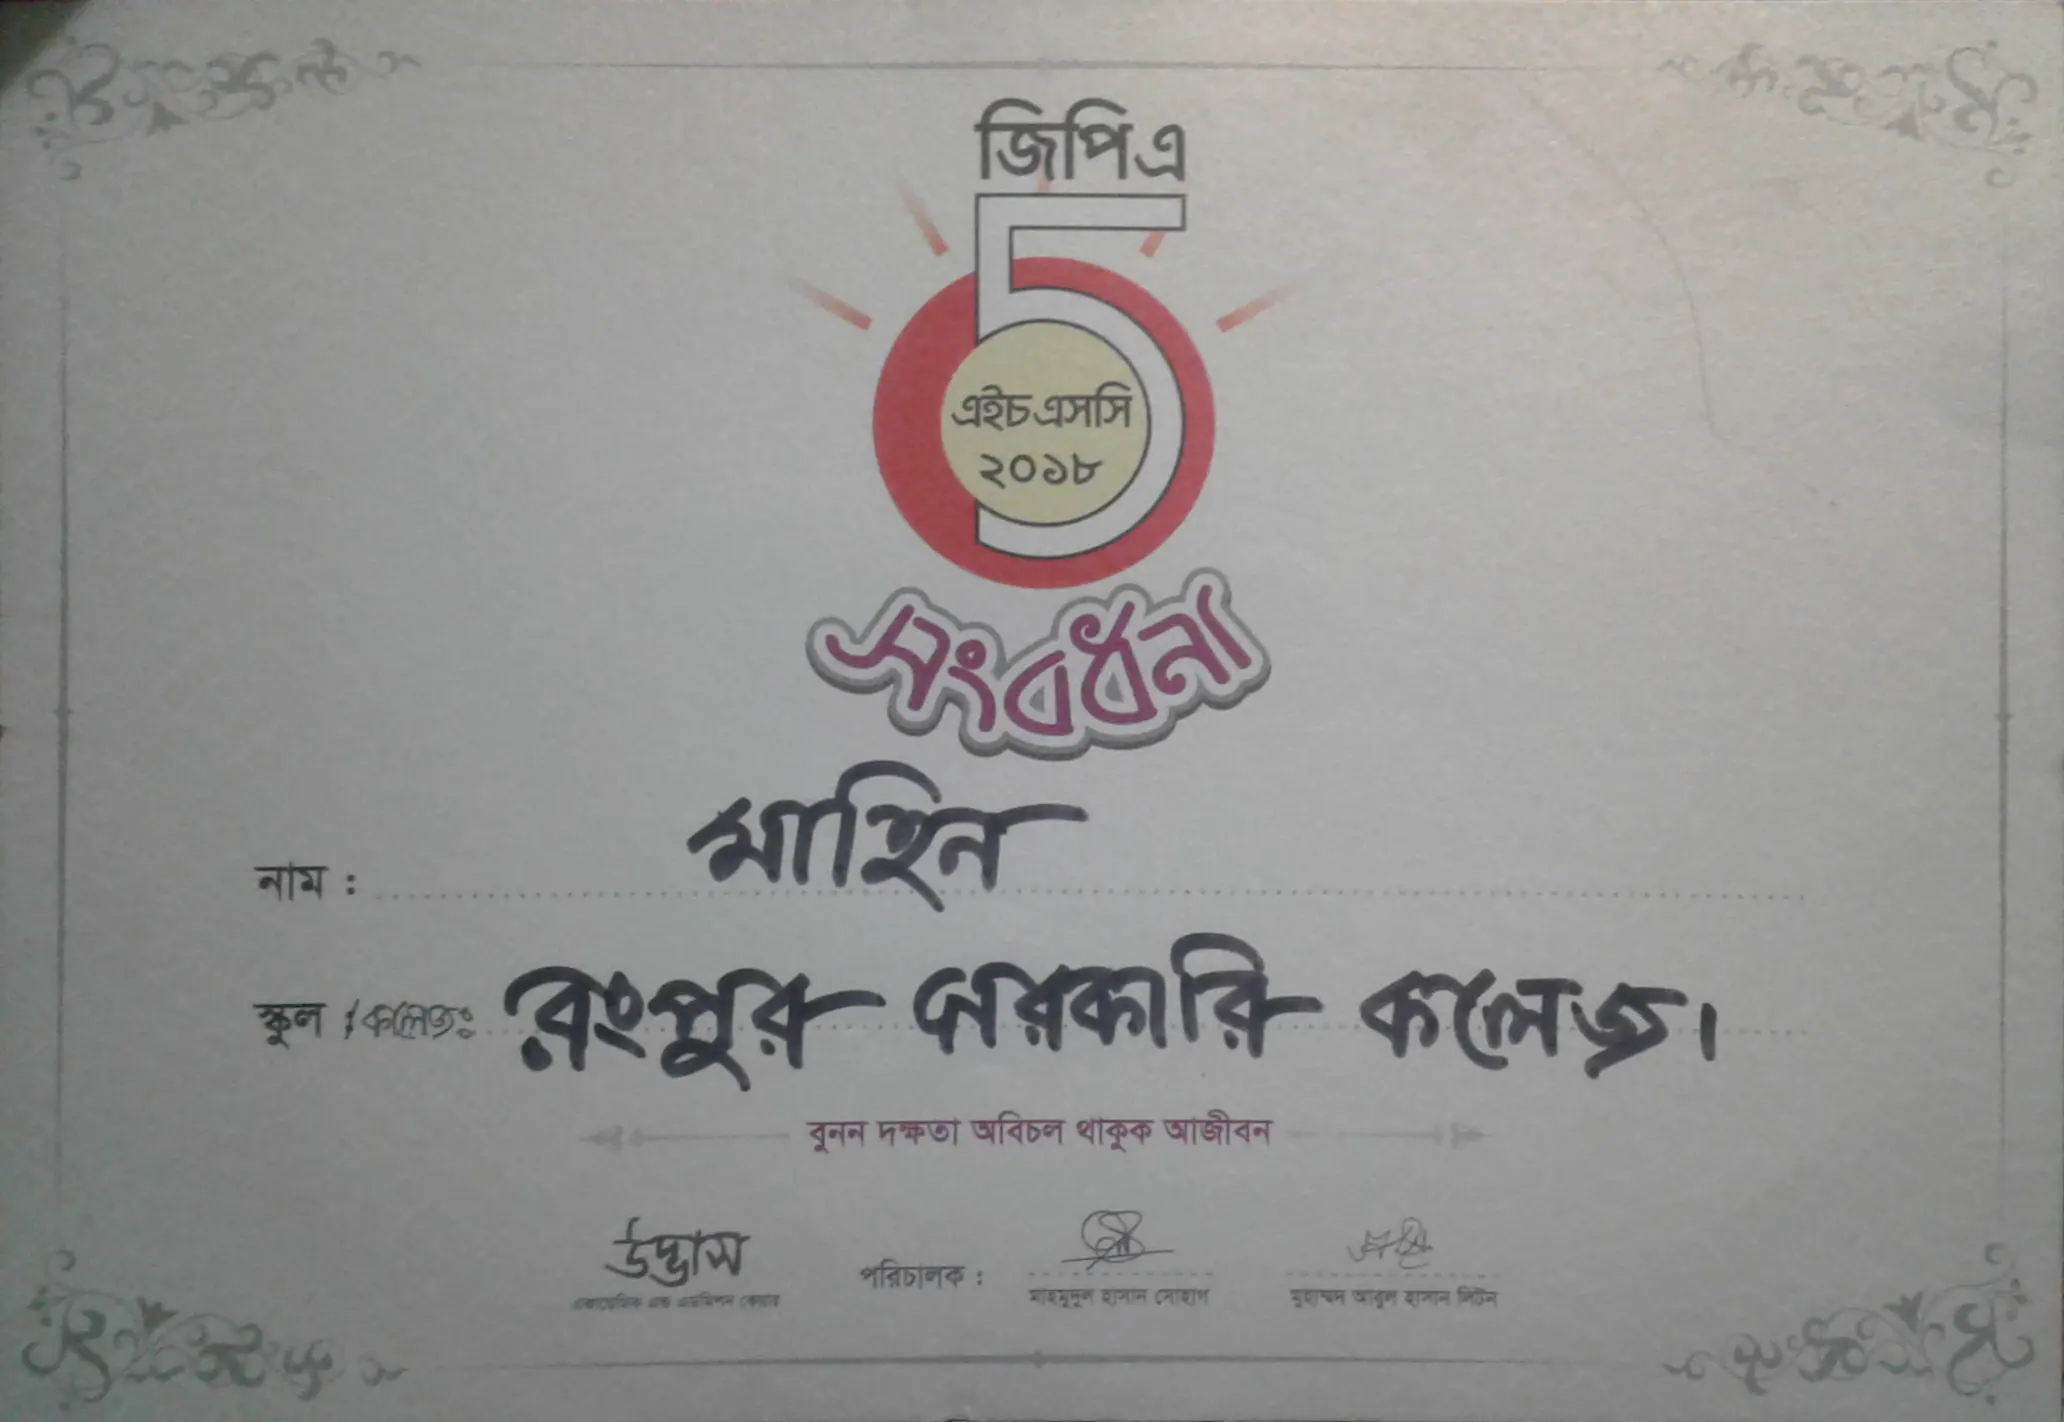 জিপিএ
5
এইচএসসি
২০১৮
সংবর্ধনা
নাম : মাহিন
স্কুল / কলেজ: রংপুর সরকারি কলেজ।
বুনন দক্ষতা অবিচল থাকুক আজীবন
উদ্ভাস
একাডেমিক এন্ড এডমিশন কেয়ার
পরিচালক :
মাহমুদুল হাসান সোহাগ
মুহাম্মদ আবুল হাসান লিটন